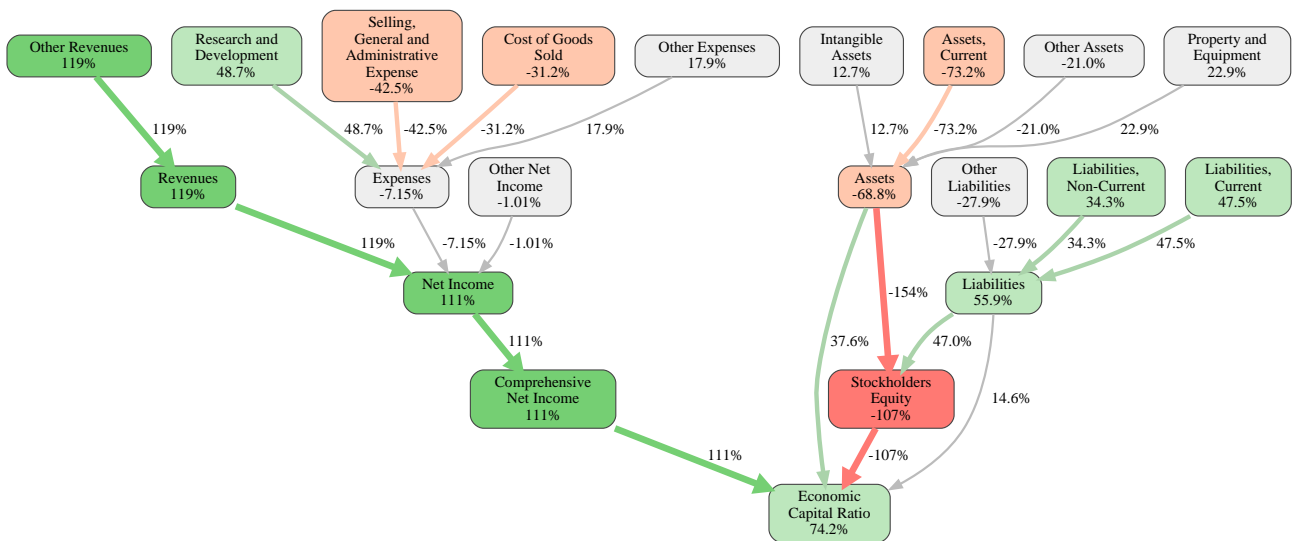 Other Revenues
119%
Research and
Development
48.7%
Selling,
General and
Administrative
Expense
-42.5%
Cost of Goods
Sold
-31.2%
Other Expenses
17.9%
Intangible
Assets
12.7%
Assets,
Current
-73.2%
Other Assets
-21.0%
Property and
Equipment
22.9%
119%
48.7%
-42.5%
-31.2%
17.9%
12.7%
-73.2%
-21.0%
22.9%
Revenues
119%
Expenses
-7.15%
Other Net
Income
-1.01%
Assets
-68.8%
Other
Liabilities
-27.9%
Liabilities,
Non-Current
34.3%
Liabilities,
Current
47.5%
119%
-7.15%
-1.01%
-27.9%
34.3%
47.5%
Net Income
111%
Liabilities
55.9%
-154%
111%
37.6%
47.0%
Comprehensive
Net Income
111%
Stockholders
Equity
-107%
14.6%
111%
-107%
Economic
Capital Ratio
74.2%